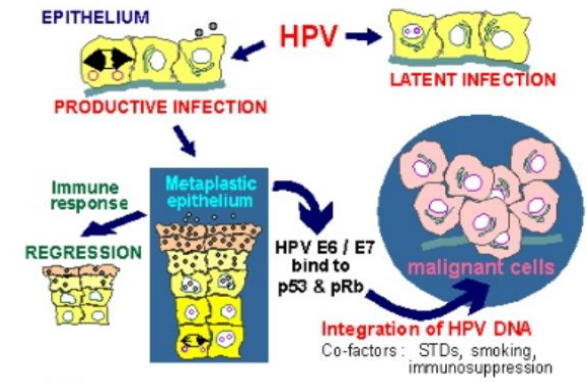 EPITHELIUM
HPV
PRODUCTIVE INFECTION
LATENT INFECTION
Immune
response
REGRESSION
Metaplastic
epithelium
HPV E6 / E7
bind to
p53 & pRb
malignant cells
Integration of HPV DNA
Co-factors : STDs, smoking,
immunosuppression